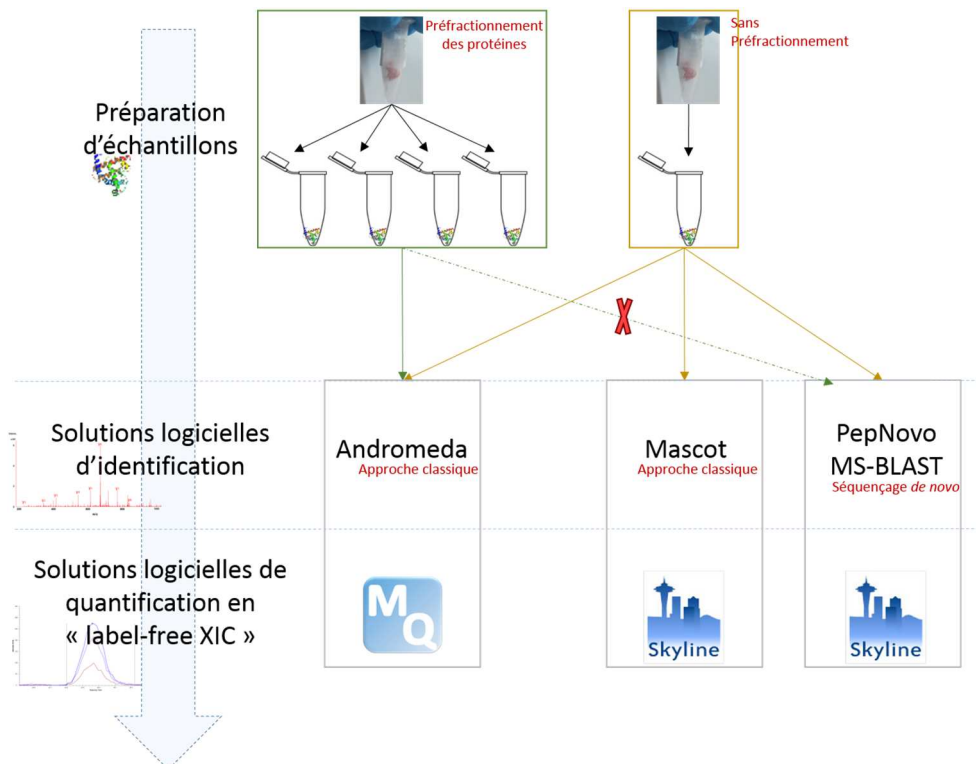 Préfractionnement
des protéines
Sans
Préfractionnement
Préparation
d’échantillons
X
Solutions logicielles
d’identification
Andromeda
Approche classique
Mascot
Approche classique
PepNovo
MS-BLAST
Séquençage de novo
Solutions logicielles de
quantification en
« label-free XIC »
M
Q
Skyline
Skyline